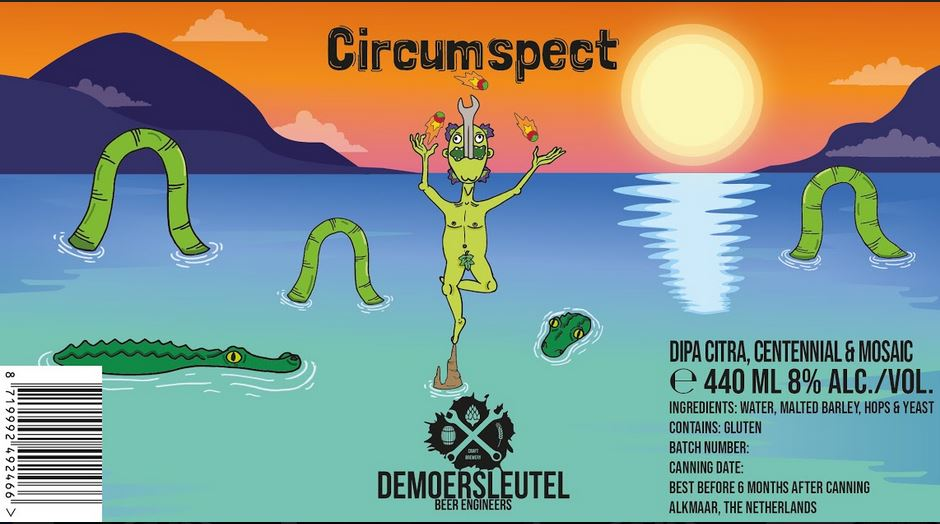 Circumspect
DIPA CITRA, CENTENNIAL & MOSAIC
℮ 440 ML 8% ALC./VOL.
INGREDIENTS: WATER, MALTED BARLEY, HOPS & YEAST
CONTAINS: GLUTEN
BATCH NUMBER:
CANNING DATE:
BEST BEFORE 6 MONTHS AFTER CANNING
ALKMAAR, THE NETHERLANDS
CRAFT
BREWERY
DEMOERSLEUTEL
BEER ENGINEERS
8 719992 492466 >